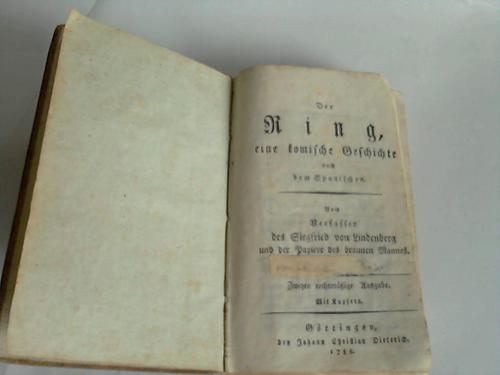 Der
Ring,
eine komische Geschichte
nach
dem Spanischen.
Vom
Verfasser
des Siegfried von Lindenberg
und der Papiere des braunen Mannes.
Zweyte rechtmäßige Ausgabe.
Mit Kupfern.
Göttingen,
bey Johann Christian Dieterich,